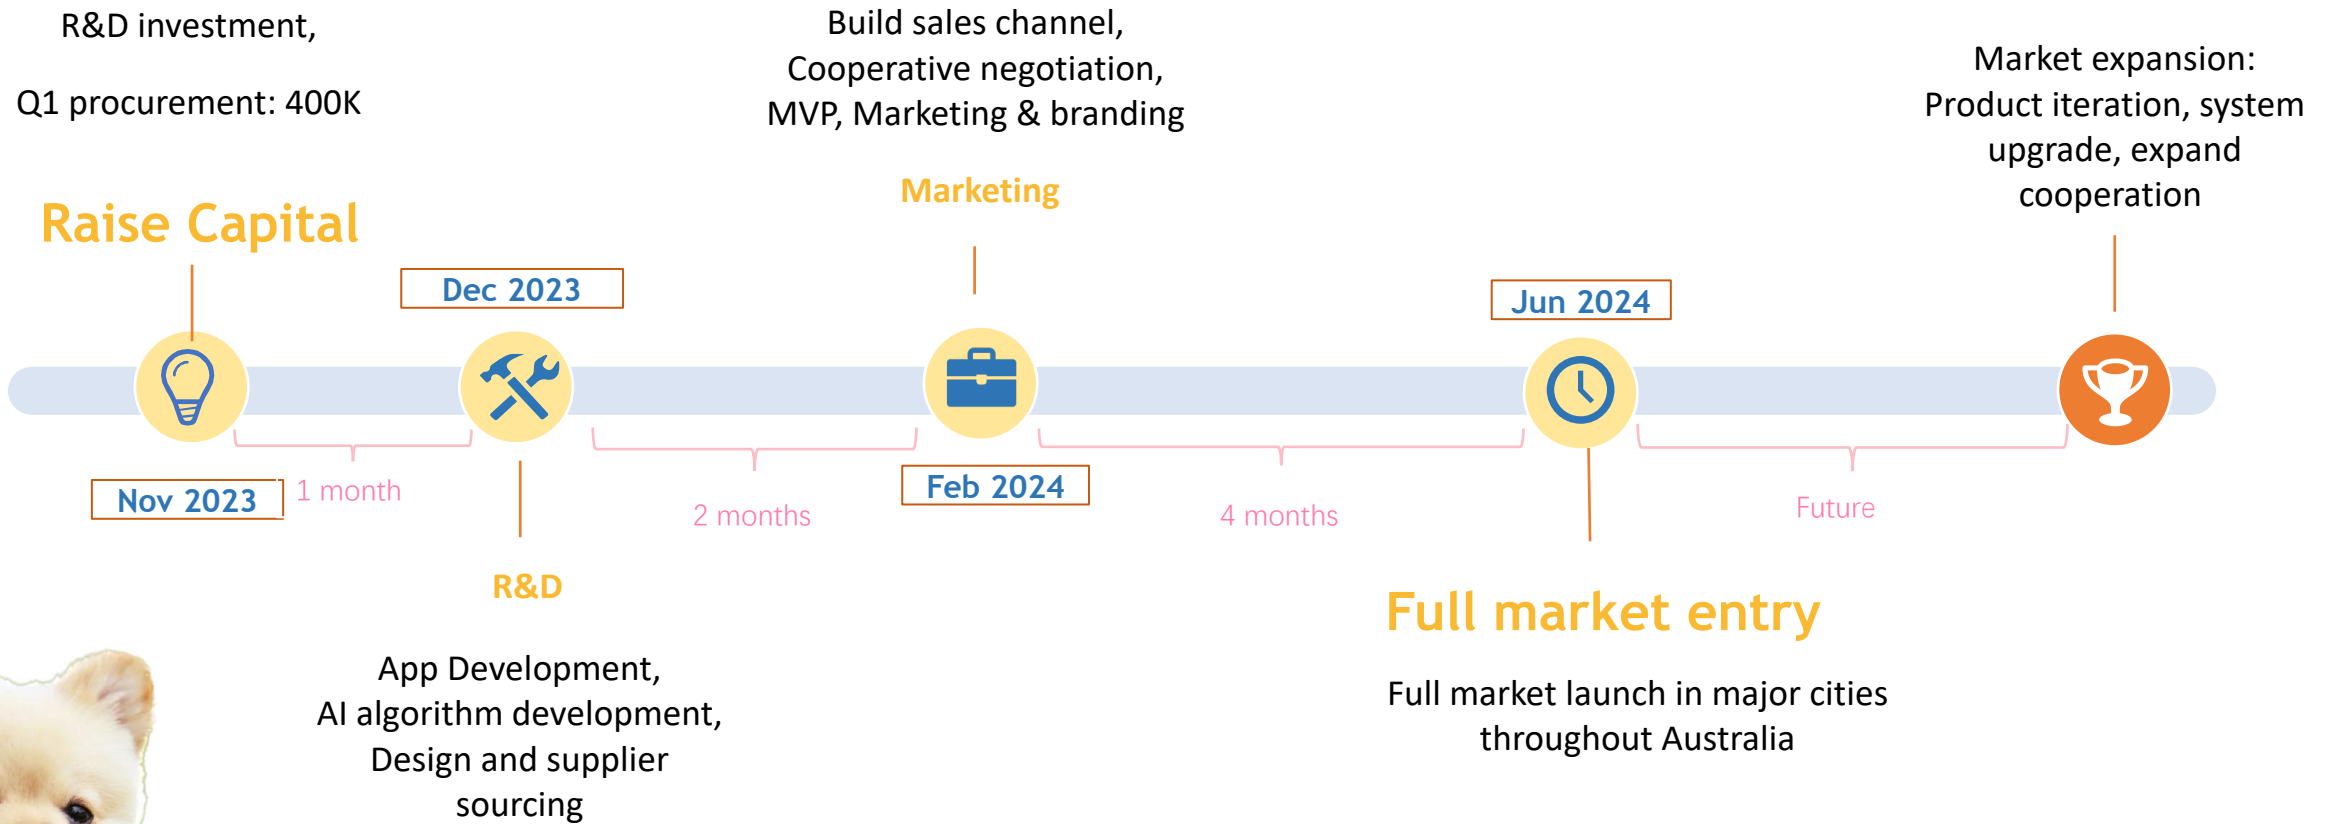 R&D investment,
Q1 procurement: 400K
Raise Capital
Nov 2023
1 month
Dec 2023
R&D
App Development,
AI algorithm development,
Design and supplier
sourcing
2 months
Build sales channel,
Cooperative negotiation,
MVP, Marketing & branding
Marketing
Feb 2024
4 months
Jun 2024
Full market entry
Full market launch in major cities
throughout Australia
Future
Market expansion:
Product iteration, system
upgrade, expand
cooperation